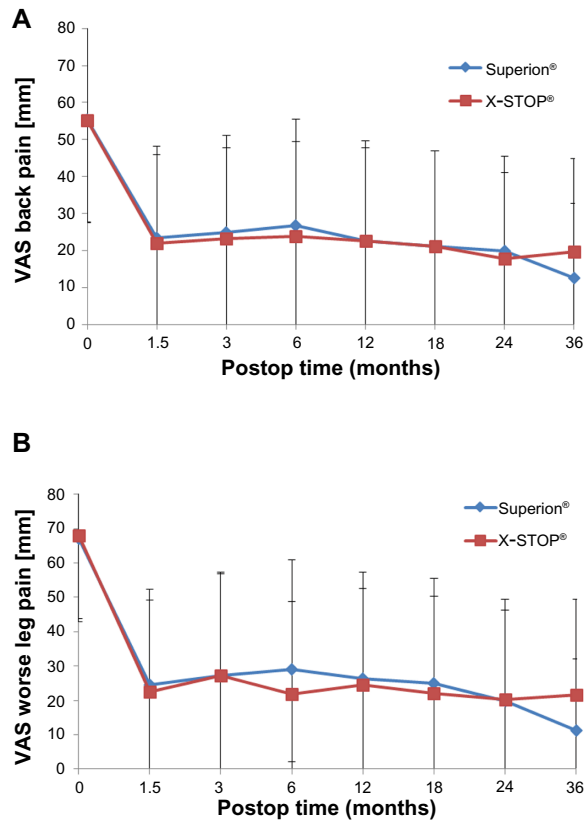 A
VAS back pain [mm]
80
70
60
50
40
30
20
10
0
Superion®
X-STOP®
0 1.5 3 6 12 18 24 36
Postop time (months)
B
VAS worse leg pain [mm]
80
70
60
50
40
30
20
10
0
Superion®
X-STOP®
0 1.5 3 6 12 18 24 36
Postop time (months)